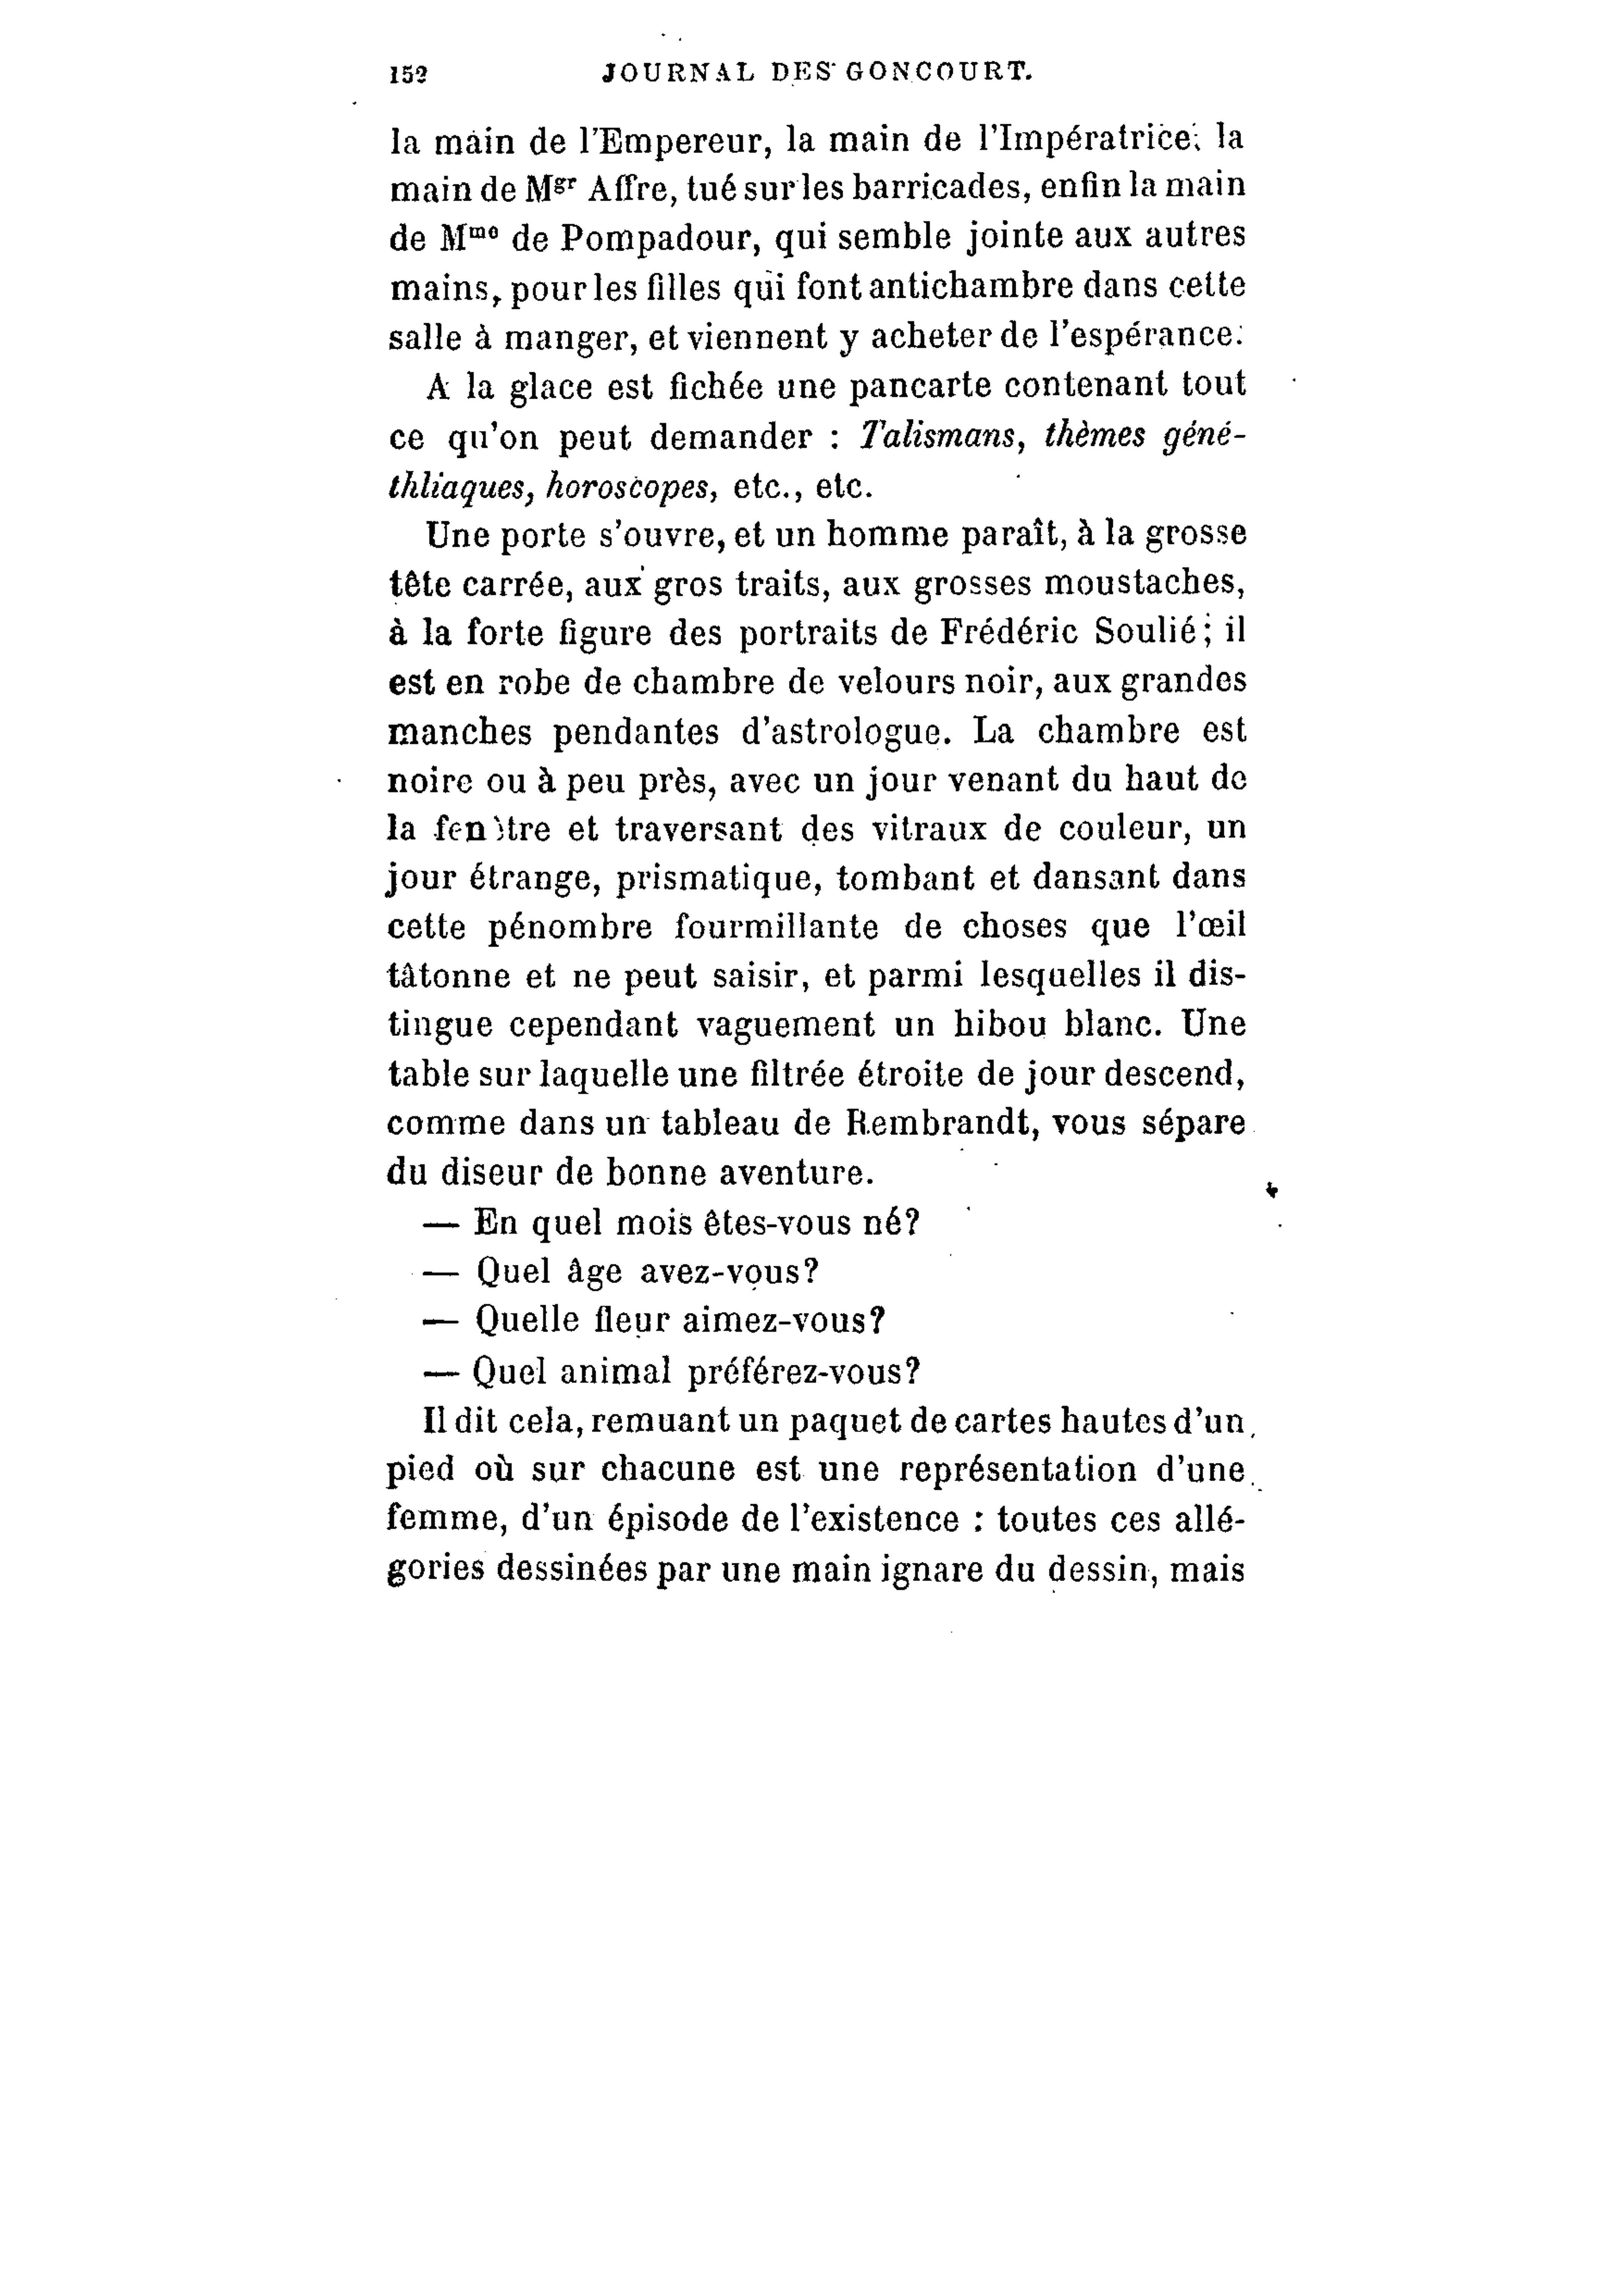 152 JOURNAL DES GONCOURT.
la main de l'Empereur, la main de l'Impératrice, la
main de Mgr Affre, tué sur les barricades, enfin la main
de Mme de Pompadour, qui semble jointe aux autres
mains, pour les filles qui font antichambre dans cette
salle à manger, et viennent y acheter de l'espérance.
A la glace est fichée une pancarte contenant tout
ce qu'on peut demander : Talismans, thèmes géné-
thliaques, horoscopes, etc., etc.
Une porte s'ouvre, et un homme paraît, à la grosse
tête carrée, aux gros traits, aux grosses moustaches,
à la forte figure des portraits de Frédéric Soulié; il
est en robe de chambre de velours noir, aux grandes
manches pendantes d'astrologue. La chambre est
noire ou à peu près, avec un jour venant du haut de
la fenêtre et traversant des vitraux de couleur, un
jour étrange, prismatique, tombant et dansant dans
cette pénombre fourmillante de choses que l'œil
tâtonne et ne peut saisir, et parmi lesquelles il dis-
tingue cependant vaguement un hibou blanc. Une
table sur laquelle une filtrée étroite de jour descend,
comme dans un tableau de Rembrandt, vous sépare
du diseur de bonne aventure.
— En quel mois êtes-vous né?
— Quel âge avez-vous?
— Quelle fleur aimez-vous?
— Quel animal préférez-vous?
Il dit cela, remuant un paquet de cartes hautes d'un
pied où sur chacune est une représentation d'une
femme, d'un épisode de l'existence : toutes ces allé-
gories dessinées par une main ignare du dessin, mais